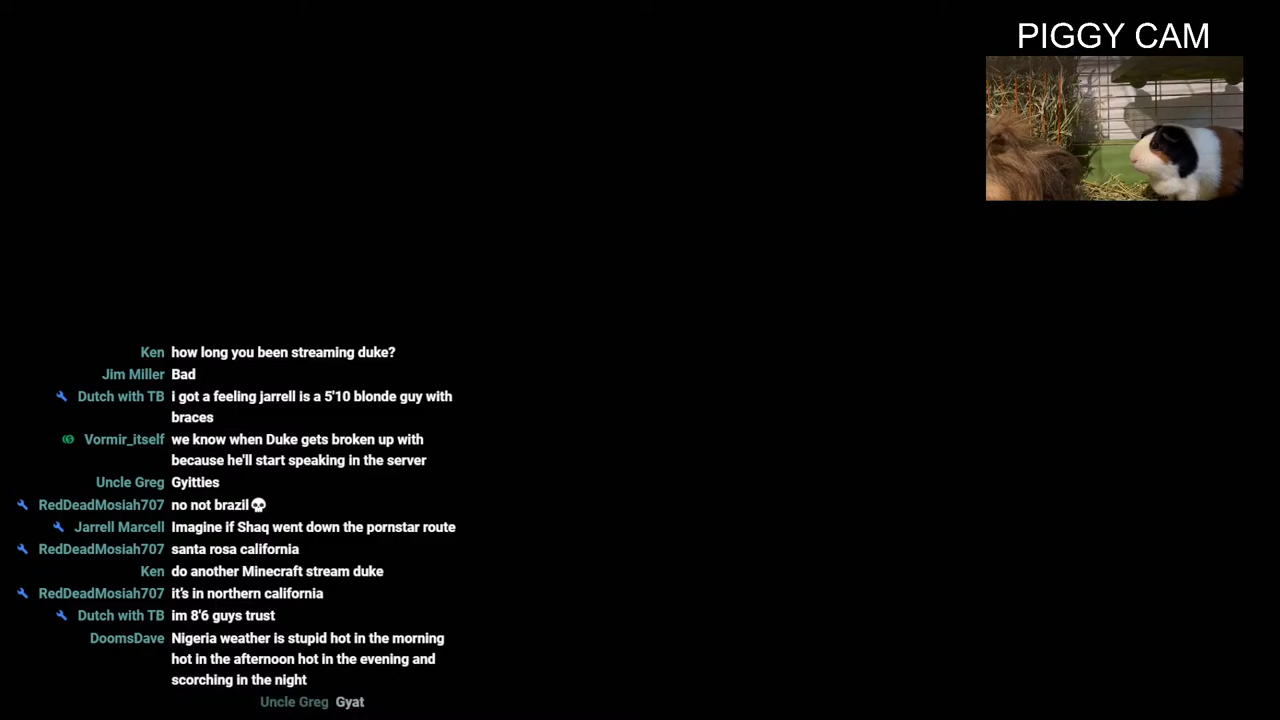 PIGGY CAM
Ken how long you been streaming duke?
Jim Miller Bad
Dutch with TB i got a feeling jarrell is a 5'10 blonde guy with
braces
Vormir_itself we know when Duke gets broken up with
because he'll start speaking in the server
Uncle Greg Gyitties
RedDeadMosiah707 no not brazil💀
Jarrell Marcell Imagine if Shaq went down the pornstar route
RedDeadMosiah707 santa rosa california
Ken do another Minecraft stream duke
RedDeadMosiah707 it's in northern california
Dutch with TB im 8'6 guys trust
DoomsDave Nigeria weather is stupid hot in the morning
hot in the afternoon hot in the evening and
scorching in the night
Uncle Greg Gyat